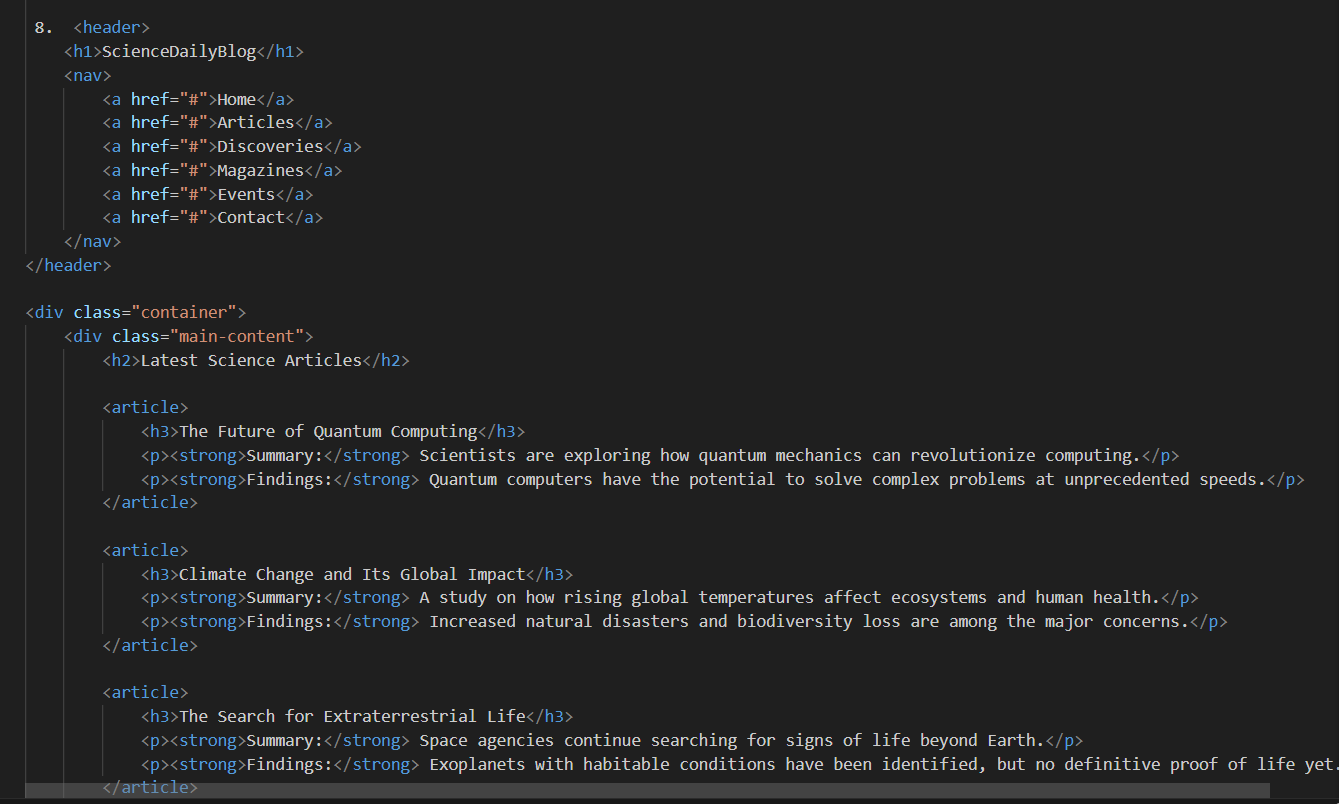 8.  <header>
    <h1>ScienceDailyBlog</h1>
    <nav>
        <a href="#">Home</a>
        <a href="#">Articles</a>
        <a href="#">Discoveries</a>
        <a href="#">Magazines</a>
        <a href="#">Events</a>
        <a href="#">Contact</a>
    </nav>
</header>

<div class="container">
    <div class="main-content">
        <h2>Latest Science Articles</h2>

        <article>
            <h3>The Future of Quantum Computing</h3>
            <p><strong>Summary:</strong> Scientists are exploring how quantum mechanics can revolutionize computing.</p>
            <p><strong>Findings:</strong> Quantum computers have the potential to solve complex problems at unprecedented speeds.</p>
        </article>

        <article>
            <h3>Climate Change and Its Global Impact</h3>
            <p><strong>Summary:</strong> A study on how rising global temperatures affect ecosystems and human health.</p>
            <p><strong>Findings:</strong> Increased natural disasters and biodiversity loss are among the major concerns.</p>
        </article>

        <article>
            <h3>The Search for Extraterrestrial Life</h3>
            <p><strong>Summary:</strong> Space agencies continue searching for signs of life beyond Earth.</p>
            <p><strong>Findings:</strong> Exoplanets with habitable conditions have been identified, but no definitive proof of life yet.
        </article>